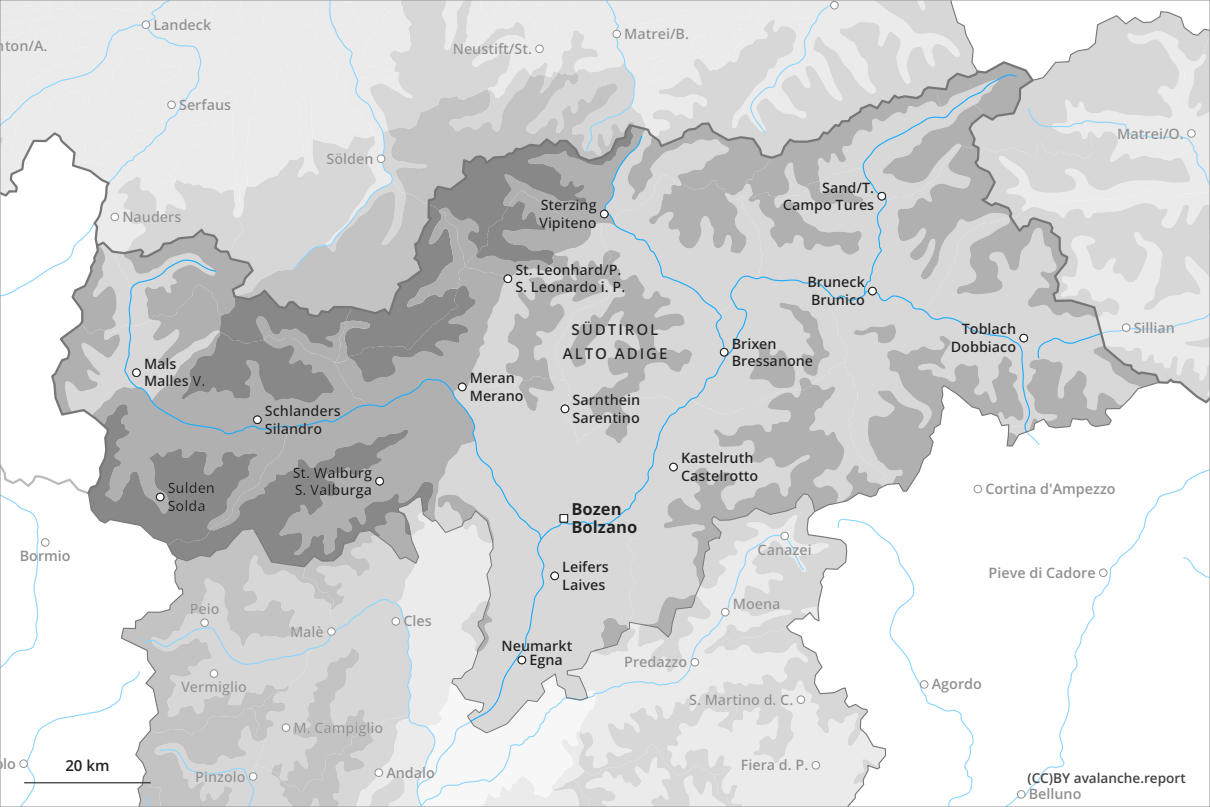 Landeck
nton/A.
Neustift/St.
Matrei/B.
Serfaus
Matrei/O.
Sölden
Sand/T.
Campo Tures
Sterzing
Vipiteno
Nauders
St. Leonhard/P.
S. Leonardo i. P.
Bruneck
Brunico
SÜDTIROL
ALTO ADIGE
Toblach
Dobbiaco
Sillian
Brixen
Bressanone
Mals
Malles V.
Meran
Merano
Sarnthein
Sarentino
Schlanders
Silandro
Kastelruth
Castelrotto
St. Walburg
S. Valburga
Sulden
Solda
Cortina d'Ampezzo
Bozen
Bolzano
Bormio
Canazei
Leifers
Laives
Pieve di Cadore
Peio
Moena
Malè
Cles
Neumarkt
Egna
Predazzo
Vermiglio
Agordo
S. Martino d. C.
M. Campiglio
olo
20 km
Pinzolo
Andalo
Fiera d. P.
(CC)BY avalanche.report
Belluno